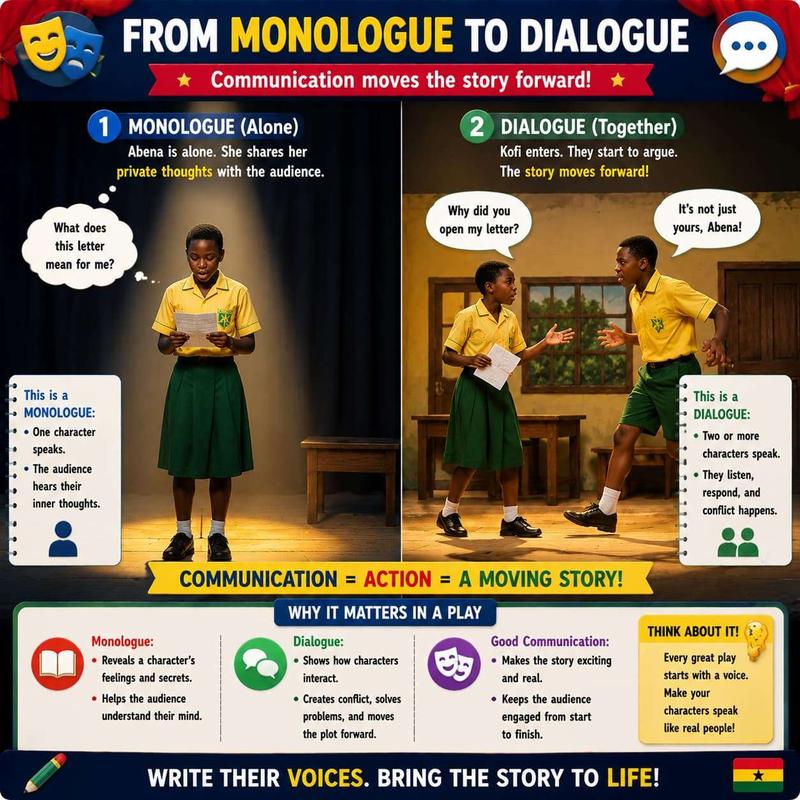 FROM MONOLOGUE TO DIALOGUE
Communication moves the story forward!
1 MONOLOGUE (Alone)
Abena is alone. She shares her
private thoughts with the audience.
What does
this letter
mean for me?
This is a
MONOLOGUE:
• One character
speaks.
• The audience
hears their
inner thoughts.
2 DIALOGUE (Together)
Kofi enters. They start to argue.
The story moves forward!
Why did you
open my letter?
It's not just
yours, Abena!
This is a
DIALOGUE:
• Two or more
characters speak.
• They listen,
respond, and
conflict happens.
COMMUNICATION = ACTION = A MOVING STORY!
WHY IT MATTERS IN A PLAY
Monologue:
• Reveals a character's
feelings and secrets.
• Helps the audience
understand their mind.
Dialogue:
• Shows how characters
interact.
• Creates conflict, solves
problems, and moves
the plot forward.
Good Communication:
• Makes the story exciting
and real.
• Keeps the audience
engaged from start
to finish.
THINK ABOUT IT!
Every great play
starts with a voice.
Make your
characters speak
like real people!
WRITE THEIR VOICES. BRING THE STORY TO LIFE!